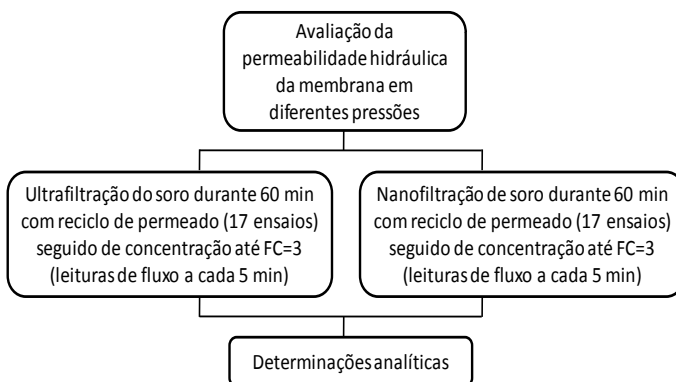 Avaliação da
permeabilidade hidráulica
da membrana em
diferentes pressões
Ultrafiltração do soro durante 60 min
com reciclo de permeado (17 ensaios)
seguido de concentração até FC=3
(leituras de fluxo a cada 5 min)
Nanofiltração de soro durante 60 min
com reciclo de permeado (17 ensaios)
seguido de concentração até FC=3
(leituras de fluxo a cada 5 min)
Determinações analíticas